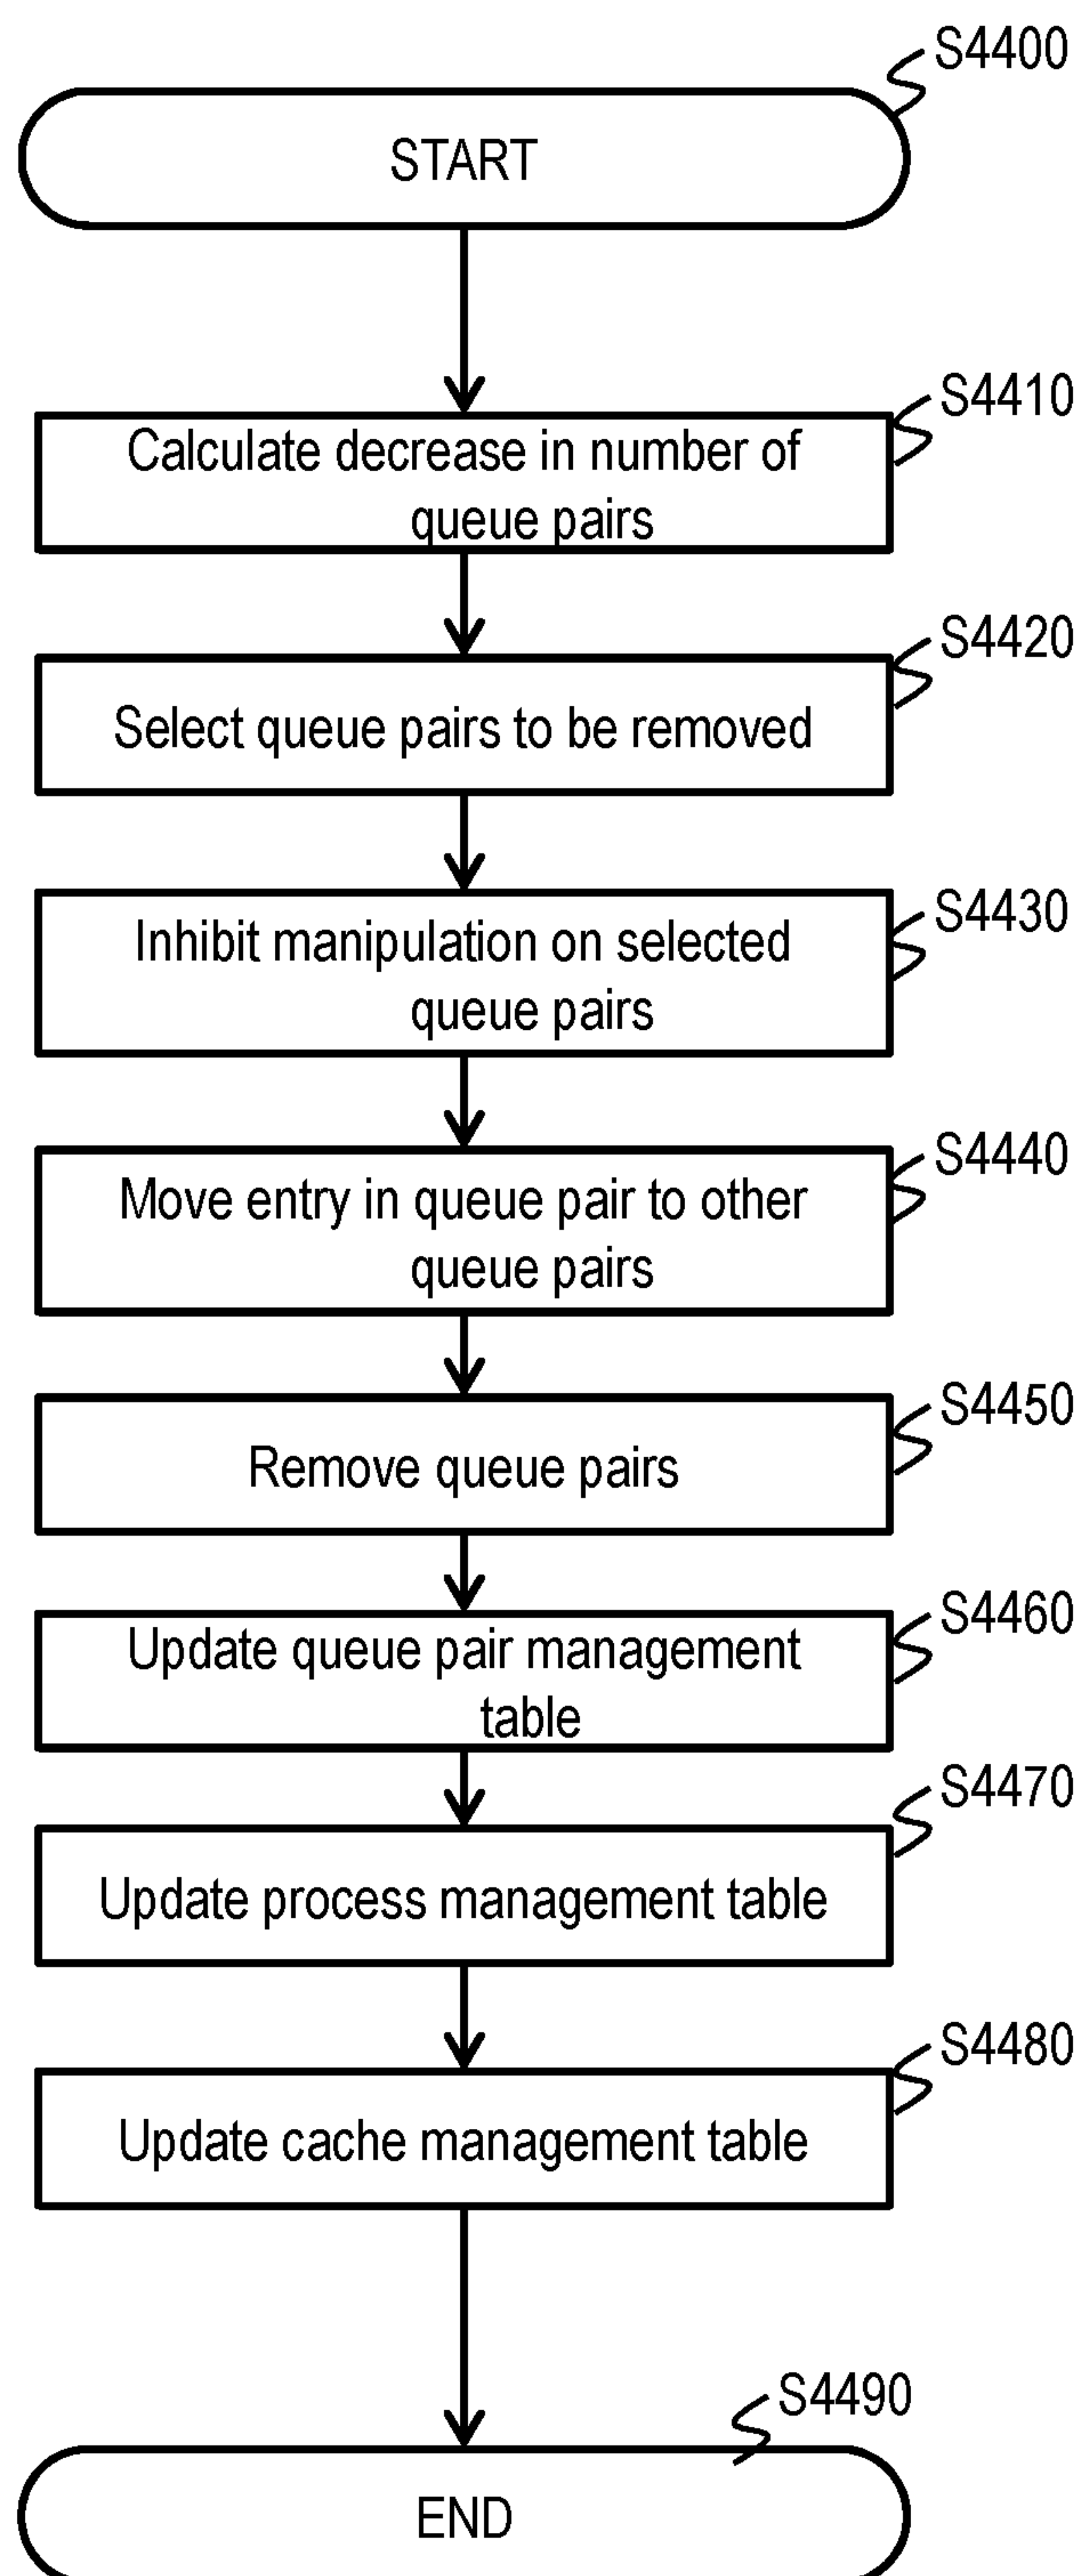 S4400
START
S4410
Calculate decrease in number of
queue pairs
S4420
Select queue pairs to be removed
S4430
Inhibit manipulation on selected
queue pairs
S4440
Move entry in queue pair to other
queue pairs
S4450
Remove queue pairs
S4460
Update queue pair management
table
S4470
Update process management table
S4480
Update cache management table
S4490
END